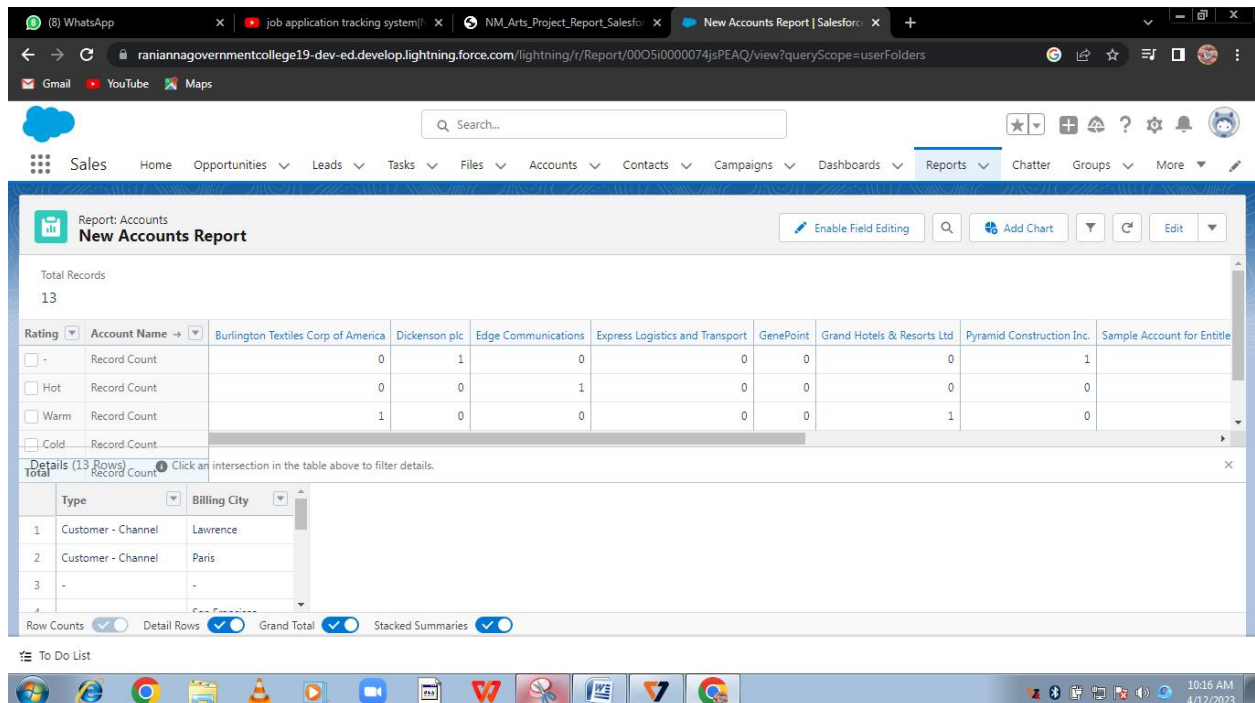 (8) WhatsApp
job application tracking system||
NM_Arts_Project_Report_Salesfo
New Accounts Report | Salesforc
raniannagovernmentcollege19-dev-ed.develop.lightning.force.com/lightning/r/Report/00O5i0000074jsPEAQ/view?queryScope=userFolders
Gmail YouTube Maps
Search...
Sales Home Opportunities Leads Tasks Files Accounts Contacts Campaigns Dashboards Reports Chatter Groups More
Report: Accounts
New Accounts Report
Enable Field Editing Add Chart Edit
Total Records
13
Rating Account Name → Burlington Textiles Corp of America Dickenson plc Edge Communications Express Logistics and Transport GenePoint Grand Hotels & Resorts Ltd Pyramid Construction Inc. Sample Account for Entitle
- Record Count 0 1 0 0 0 0 1
Hot Record Count 0 0 1 0 0 0 0
Warm Record Count 1 0 0 0 0 1 0
Cold Record Count
Total Record Count
Details (13 Rows) Click an intersection in the table above to filter details.
Type Billing City
1 Customer - Channel Lawrence
2 Customer - Channel Paris
3 - -
Row Counts Detail Rows Grand Total Stacked Summaries
To Do List
10:16 AM
4/12/2023